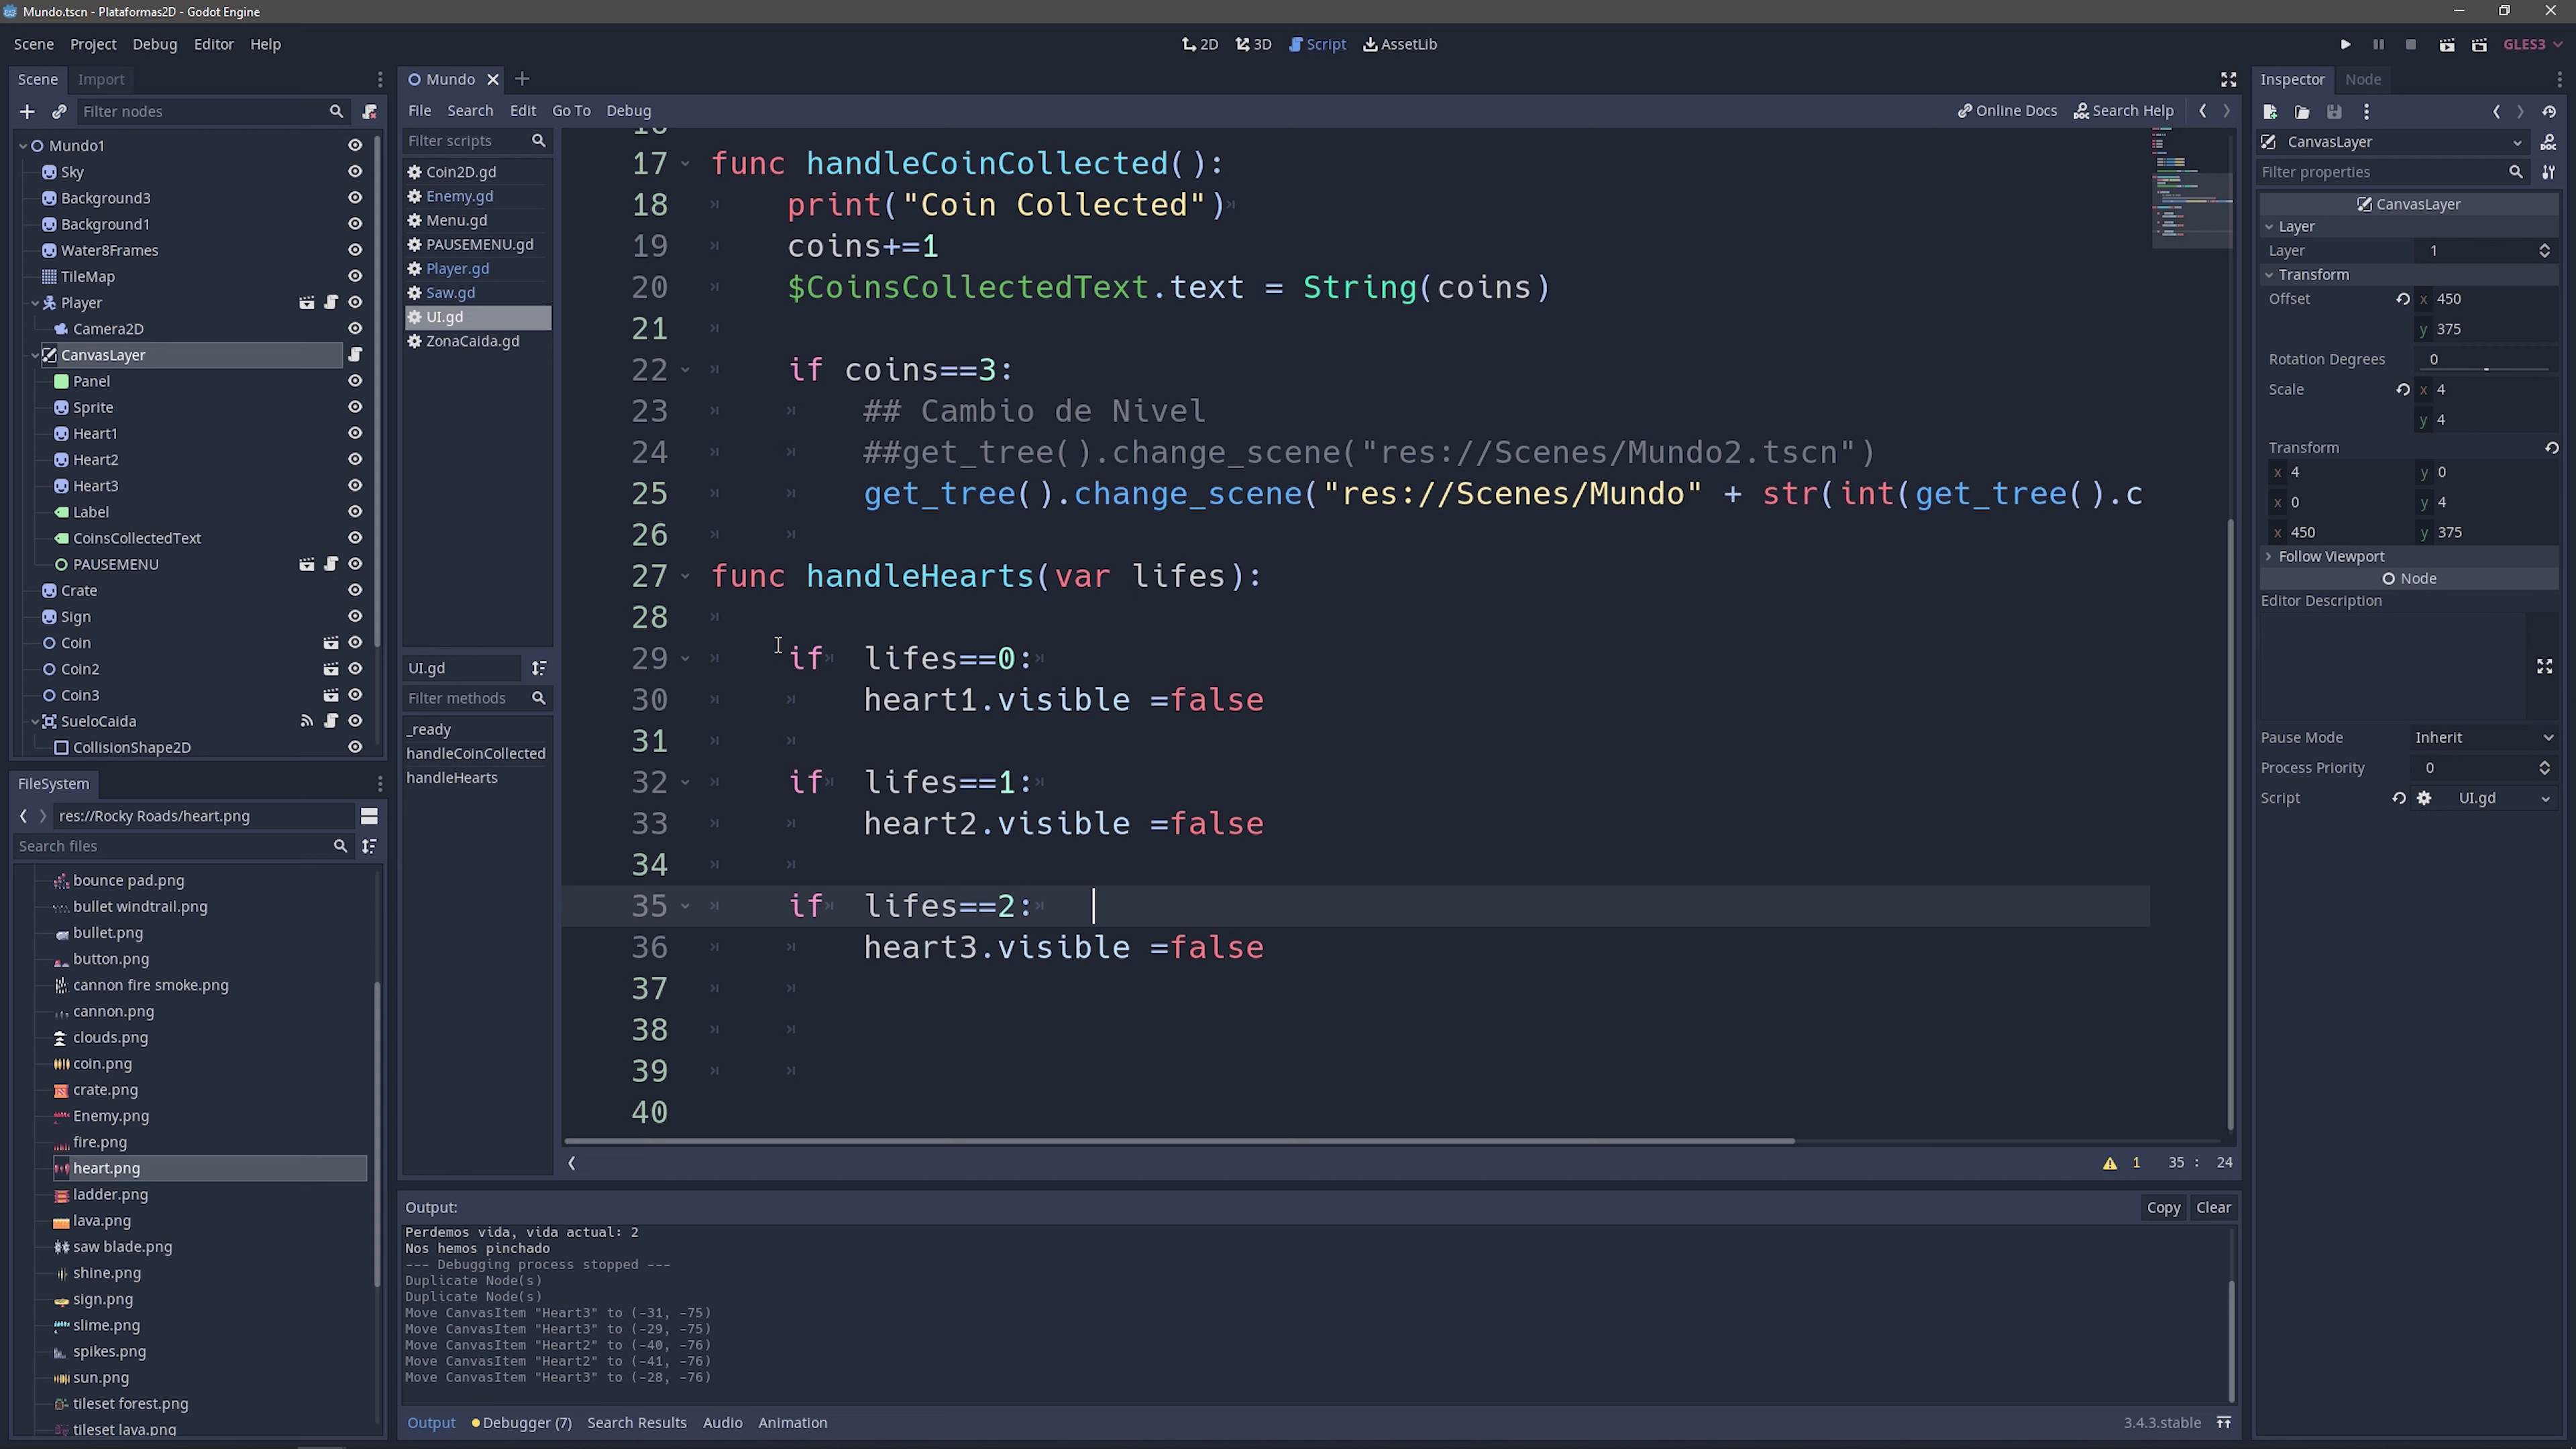 Mundo.tscn - Plataformas2D - Godot Engine
Scene Project Debug Editor Help
2D 3D Script AssetLib
GLES3
Scene Import
Filter nodes
Mundo1
Sky
Background3
Background1
Water8Frames
TileMap
Player
Camera2D
CanvasLayer
Panel
Sprite
Heart1
Heart2
Heart3
Label
CoinsCollectedText
PAUSEMENU
Crate
Sign
Coin
Coin2
Coin3
SueloCaida
CollisionShape2D
FileSystem
res://Rocky Roads/heart.png
Search files
bounce pad.png
bullet windtrail.png
bullet.png
button.png
cannon fire smoke.png
cannon.png
clouds.png
coin.png
crate.png
Enemy.png
fire.png
heart.png
ladder.png
lava.png
saw blade.png
shine.png
sign.png
slime.png
spikes.png
sun.png
tileset forest.png
tileset lava.png
Mundo
File Search Edit Go To Debug
Online Docs Search Help
Filter scripts
Coin2D.gd
Enemy.gd
Menu.gd
PAUSEMENU.gd
Player.gd
Saw.gd
UI.gd
ZonaCaida.gd
UI.gd
Filter methods
_ready
handleCoinCollected
handleHearts
17 func handleCoinCollected():
18 print("Coin Collected")
19 coins+=1
20 $CoinsCollectedText.text = String(coins)
21
22 if coins==3:
23 ## Cambio de Nivel
24 ##get_tree().change_scene("res://Scenes/Mundo2.tscn")
25 get_tree().change_scene("res://Scenes/Mundo" + str(int(get_tree().c
26
27 func handleHearts(var lifes):
28
29 if lifes==0:
30 heart1.visible =false
31
32 if lifes==1:
33 heart2.visible =false
34
35 if lifes==2:
36 heart3.visible =false
37
38
39
40
1 35 : 24
Output:
Copy Clear
Perdemos vida, vida actual: 2
Nos hemos pinchado
--- Debugging process stopped ---
Duplicate Node(s)
Duplicate Node(s)
Move CanvasItem "Heart3" to (-31, -75)
Move CanvasItem "Heart3" to (-29, -75)
Move CanvasItem "Heart2" to (-40, -76)
Move CanvasItem "Heart2" to (-41, -76)
Move CanvasItem "Heart3" to (-28, -76)
Output Debugger (7) Search Results Audio Animation
3.4.3.stable
Inspector Node
CanvasLayer
Filter properties
CanvasLayer
Layer
Layer 1
Transform
Offset x 450
y 375
Rotation Degrees 0
Scale x 4
y 4
Transform
x 4 y 0
x 0 y 4
x 450 y 375
Follow Viewport
Node
Editor Description
Pause Mode Inherit
Process Priority 0
Script UI.gd